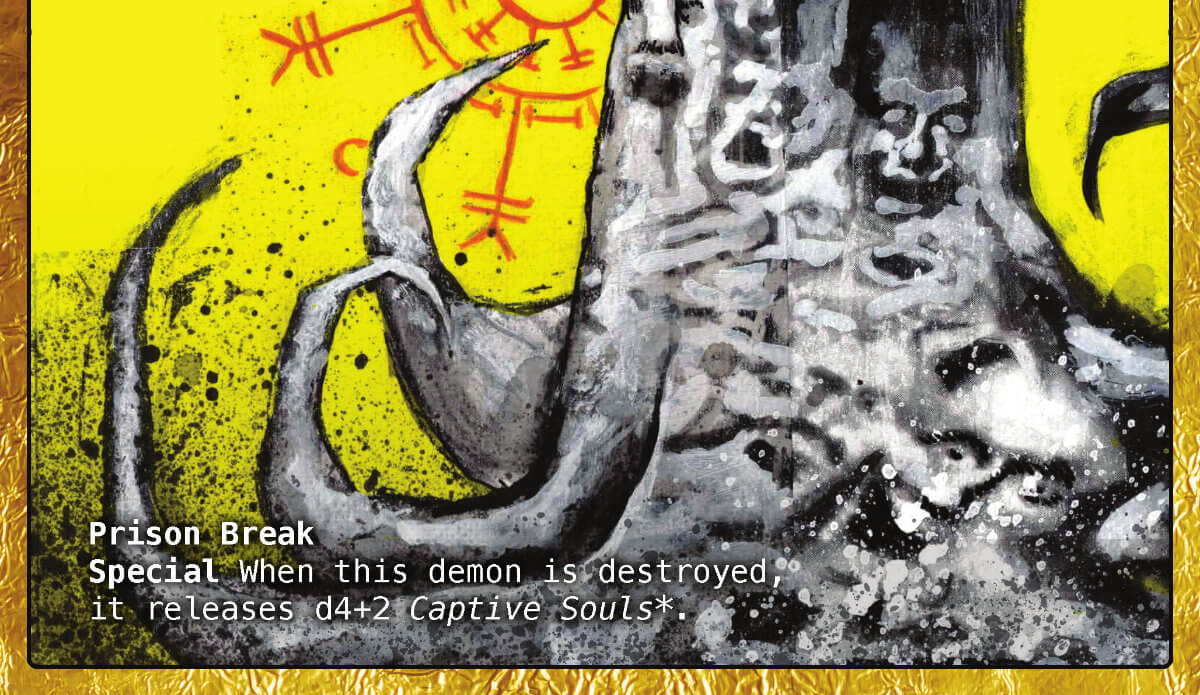 Prison Break
Special When this demon is destroyed,
it releases d4+2 Captive Souls*.